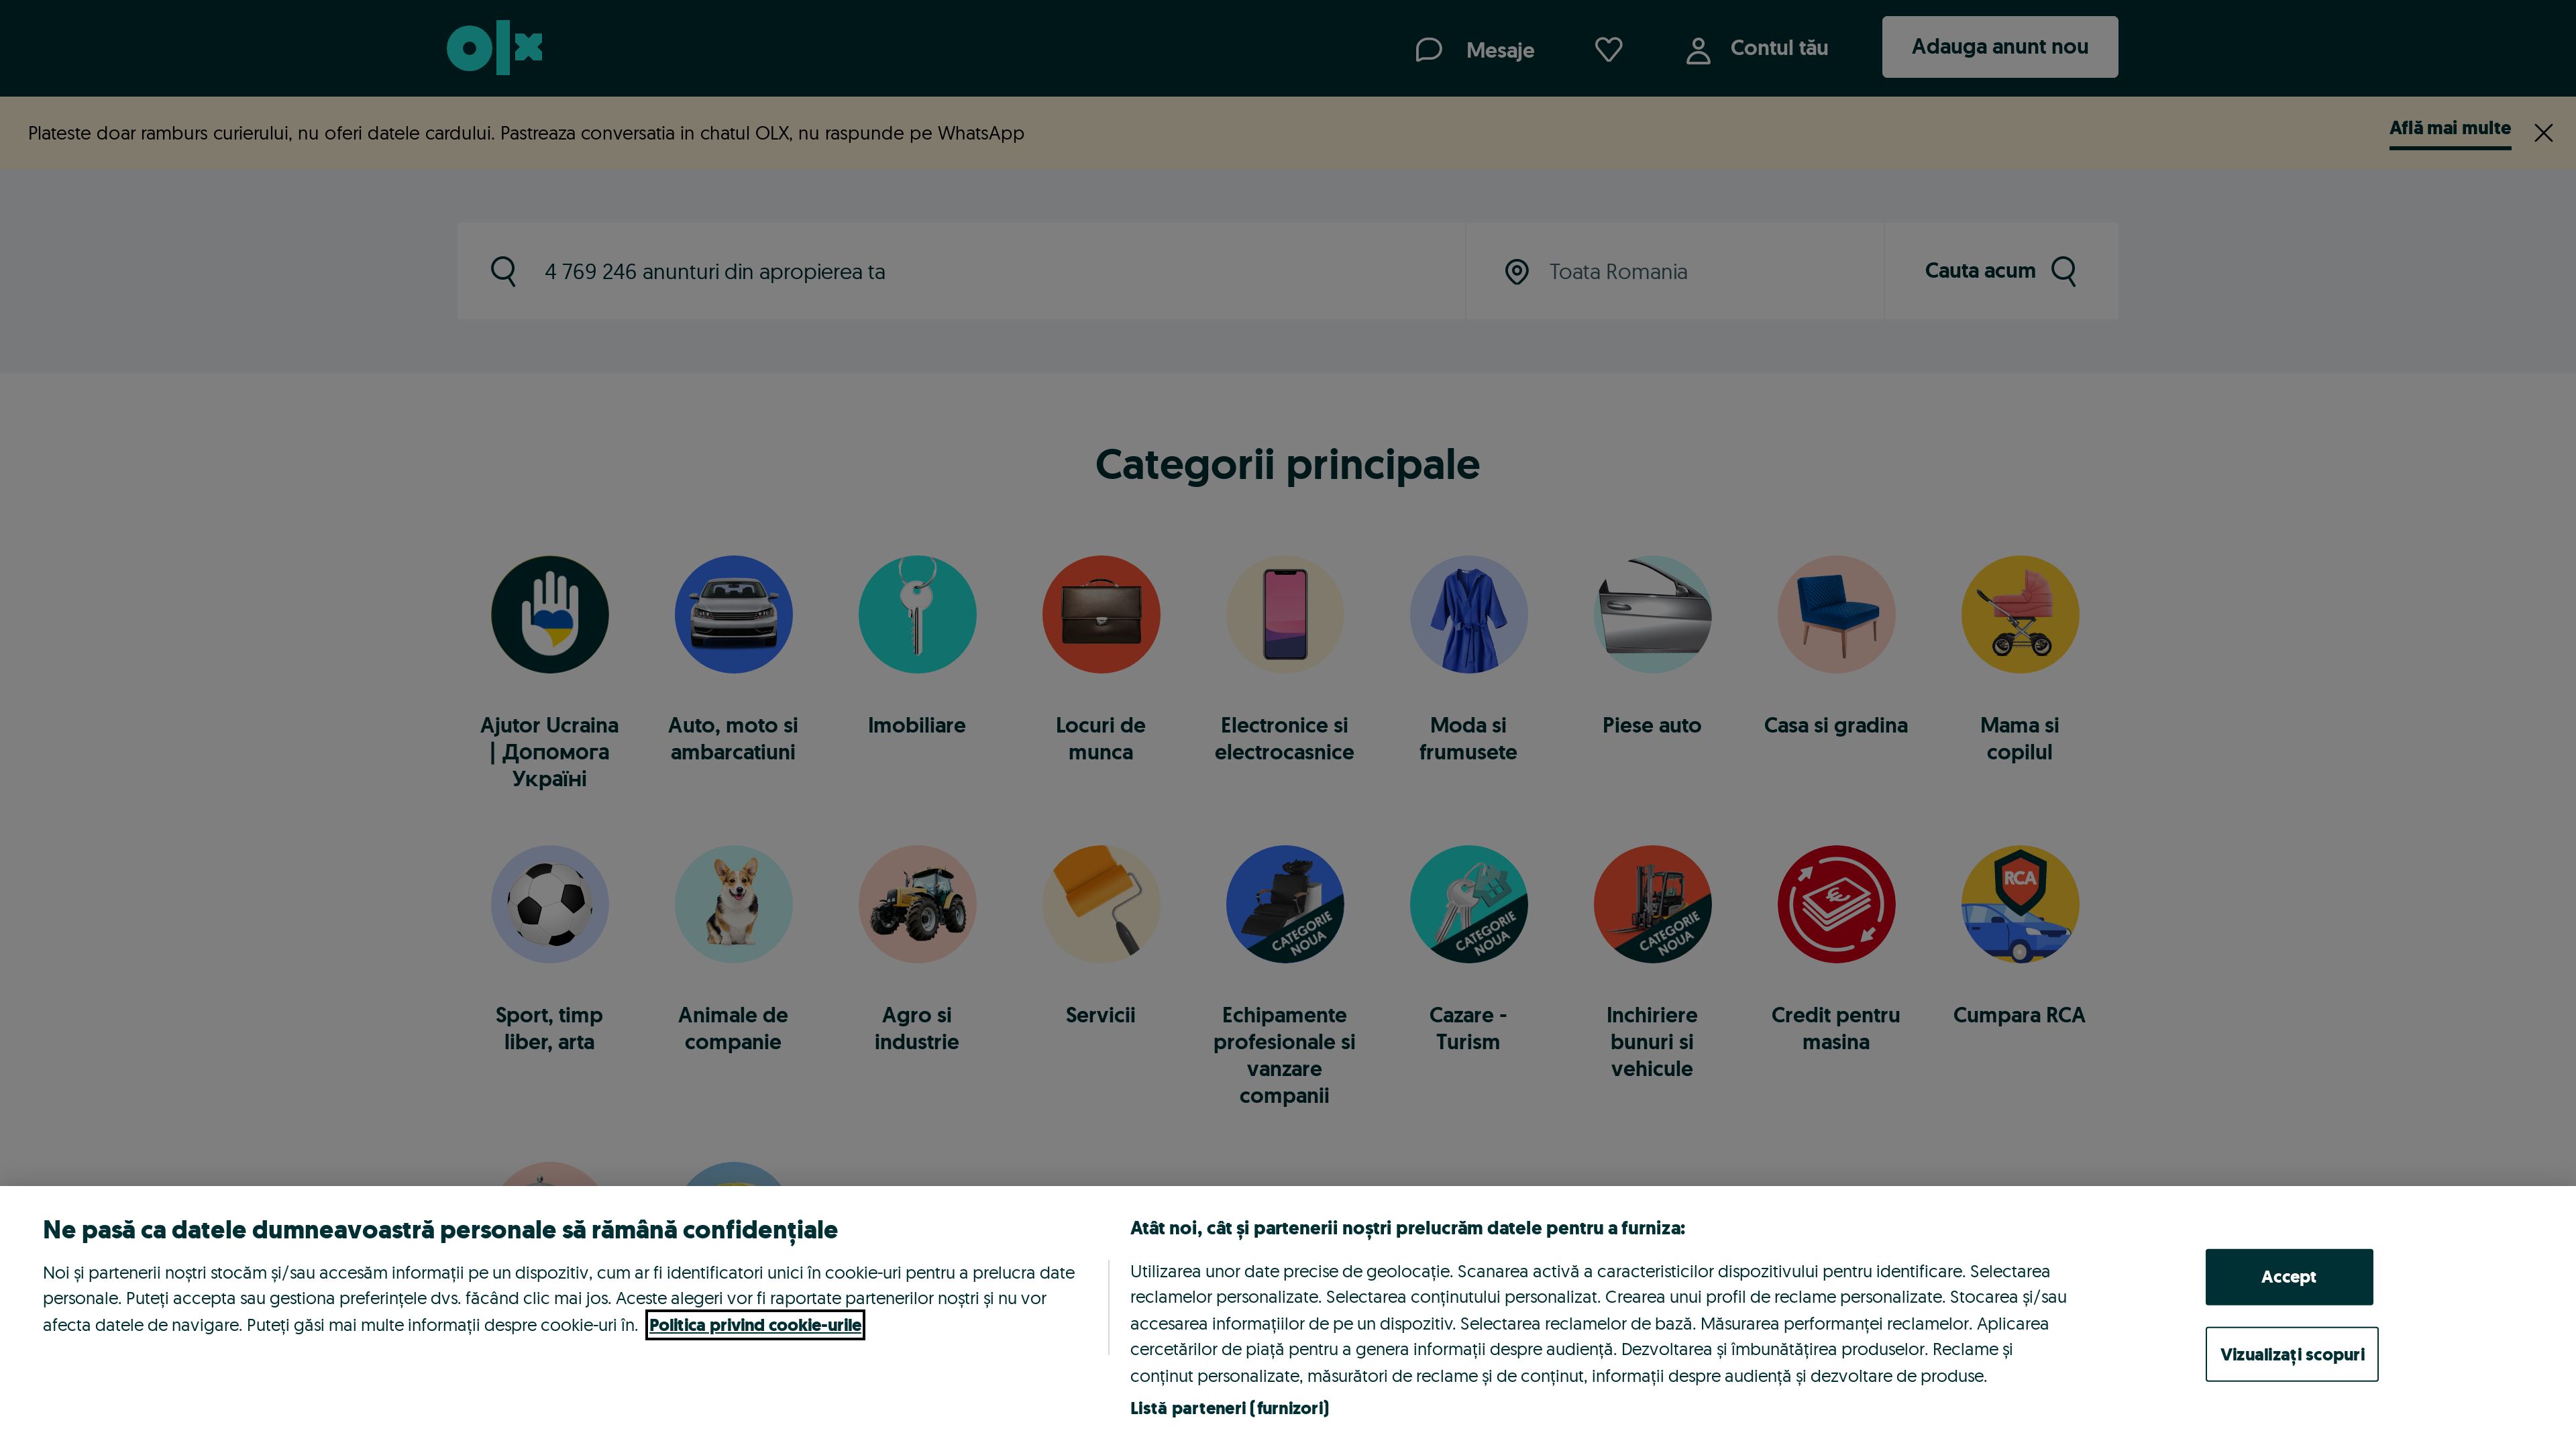 olx
Mesaje
Contul tău
Adauga anunt nou
Plateste doar ramburs curierului, nu oferi datele cardului. Pastreaza conversatia in chatul OLX, nu raspunde pe WhatsApp
Află mai multe
4 769 246 anunturi din apropierea ta
Toata Romania
Cauta acum
Categorii principale
Ajutor Ucraina
| Допомога
Україні
Auto, moto si
ambarcatiuni
Imobiliare
Locuri de
munca
Electronice si
electrocasnice
Moda si
frumusete
Piese auto
Casa si gradina
Mama si
copilul
CATEGORIE
NOUA
CATEGORIE
NOUA
CATEGORIE
NOUA
RCA
Sport, timp
liber, arta
Animale de
companie
Agro si
industrie
Servicii
Echipamente
profesionale si
vanzare
companii
Cazare -
Turism
Inchiriere
bunuri si
vehicule
Credit pentru
masina
Cumpara RCA
Ne pasă ca datele dumneavoastră personale să rămână confidențiale
Noi și partenerii noștri stocăm și/sau accesăm informații pe un dispozitiv, cum ar fi identificatori unici în cookie-uri pentru a prelucra date
personale. Puteți accepta sau gestiona preferințele dvs. făcând clic mai jos. Aceste alegeri vor fi raportate partenerilor noștri și nu vor
afecta datele de navigare. Puteți găsi mai multe informații despre cookie-uri în. Politica privind cookie-urile
Atât noi, cât și partenerii noștri prelucrăm datele pentru a furniza:
Utilizarea unor date precise de geolocație. Scanarea activă a caracteristicilor dispozitivului pentru identificare. Selectarea
reclamelor personalizate. Selectarea conținutului personalizat. Crearea unui profil de reclame personalizate. Stocarea și/sau
accesarea informațiilor de pe un dispozitiv. Selectarea reclamelor de bază. Măsurarea performanței reclamelor. Aplicarea
cercetărilor de piață pentru a genera informații despre audiență. Dezvoltarea și îmbunătățirea produselor. Reclame și
conținut personalizate, măsurători de reclame și de conținut, informații despre audiență și dezvoltare de produse.
Listă parteneri (furnizori)
Accept
Vizualizați scopuri